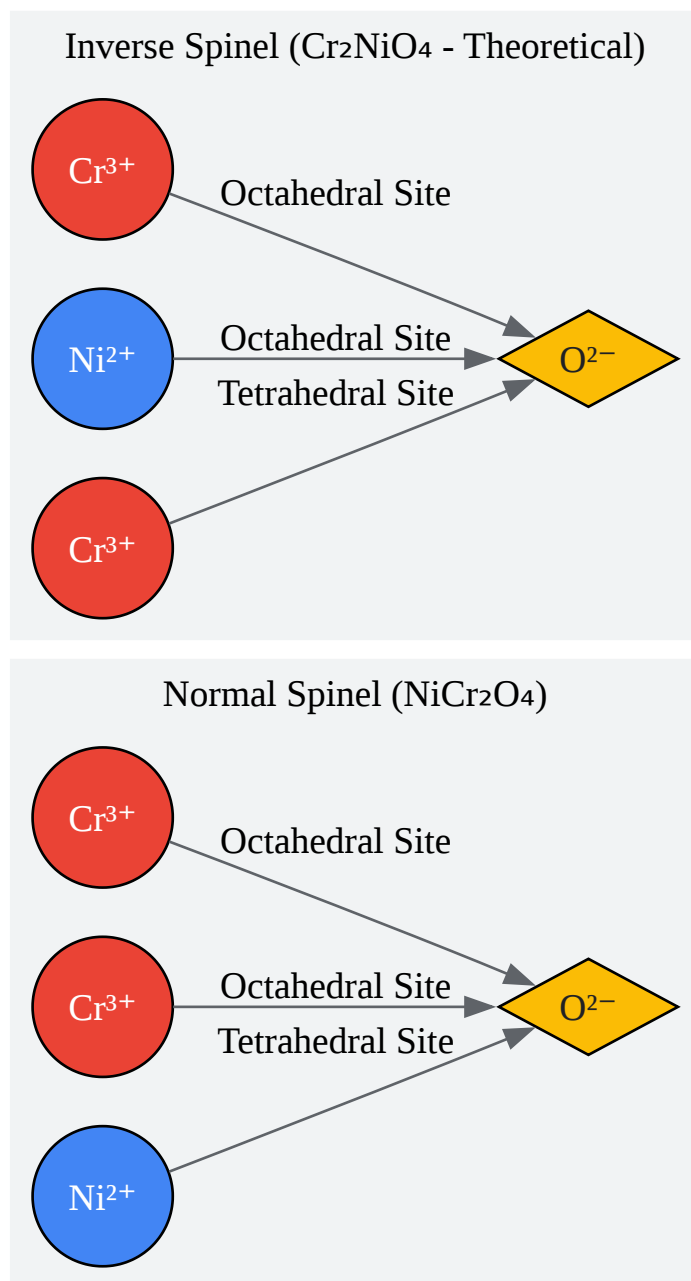 Inverse Spinel (Cr₂NiO₄ - Theoretical)
Cr³⁺
Octahedral Site
Ni²⁺
Octahedral Site
O²⁻
Tetrahedral Site
Cr³⁺
Normal Spinel (NiCr₂O₄)
Cr³⁺
Octahedral Site
Cr³⁺
Octahedral Site
O²⁻
Tetrahedral Site
Ni²⁺